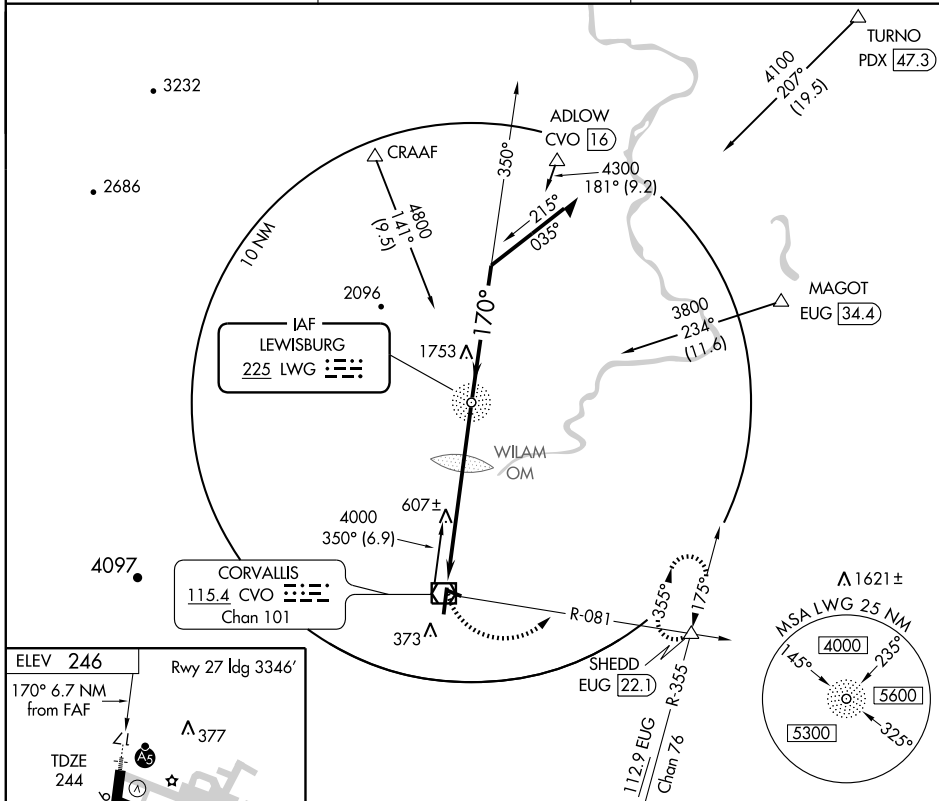 TURNO
PDX 47.3
4100
207°
(19.5)
3232
ADLOW
CVO 16
350°
CRAAF
4300
181° (9.2)
2686
215°
035°
4800
141°
(9.5)
10 NM
170°
MAGOT
EUG 34.4
2096
3800
234°
(11.6)
IAF
LEWISBURG
225 LWG
1753
WILAM
OM
607±
4000
350° (6.9)
4097
CORVALLIS
115.4 CVO
Chan 101
1621±
R-081
355°
175°
MSA LWG 25 NM
373
SHEDD
EUG 22.1
R-355
112.9 EUG
Chan 76
4000
145°
235°
5600
5300
325°
ELEV 246
Rwy 27 ldg 3346'
170° 6.7 NM
from FAF
377
17
A5
TDZE
244
V